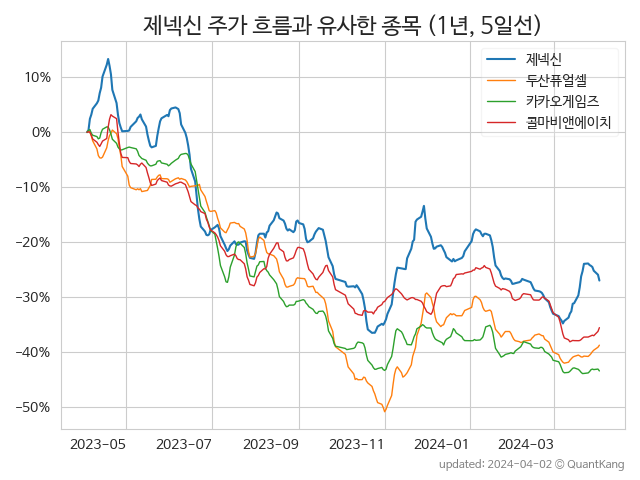 제넥신 주가 흐름과 유사한 종목 (1년, 5일선)
제넥신
두산퓨얼셀
카카오게임즈
콜마비앤에이치
10%
0%
−10%
−20%
−30%
−40%
−50%
2023-05 2023-07 2023-09 2023-11 2024-01 2024-03
updated: 2024-04-02 © QuantKang